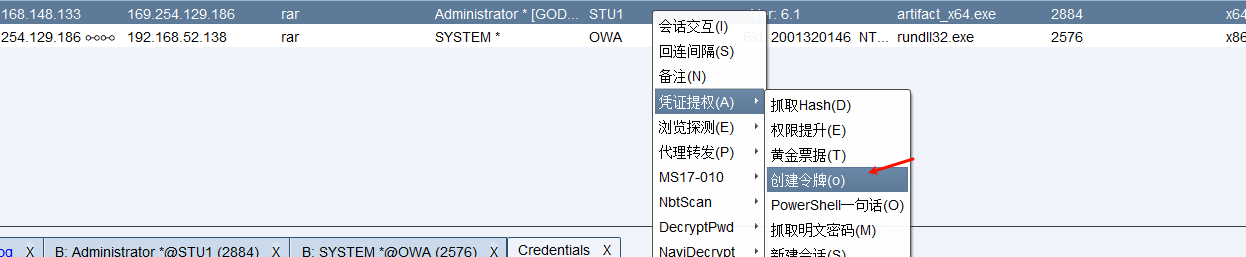 168.148.133 169.254.129.186 rar Administrator * [GOD... STU1 er: 6.1 artifact_x64.exe 2884 x64
254.129.186 192.168.52.138 rar SYSTEM * OWA 2001320146 NT... rundll32.exe 2576 x86
会话交互(I)
回连间隔(S)
备注(N)
凭证提权(A)
浏览探测(E)
代理转发(P)
MS17-010
NbtScan
DecryptPwd
NaviDecrypt
抓取Hash(D)
权限提升(E)
黄金票据(T)
创建令牌(o)
PowerShell一句话(O)
抓取明文密码(M)
新建会话(S)
og X B: Administrator *@STU1 (2884) X B: SYSTEM *@OWA (2576) X Credentials X